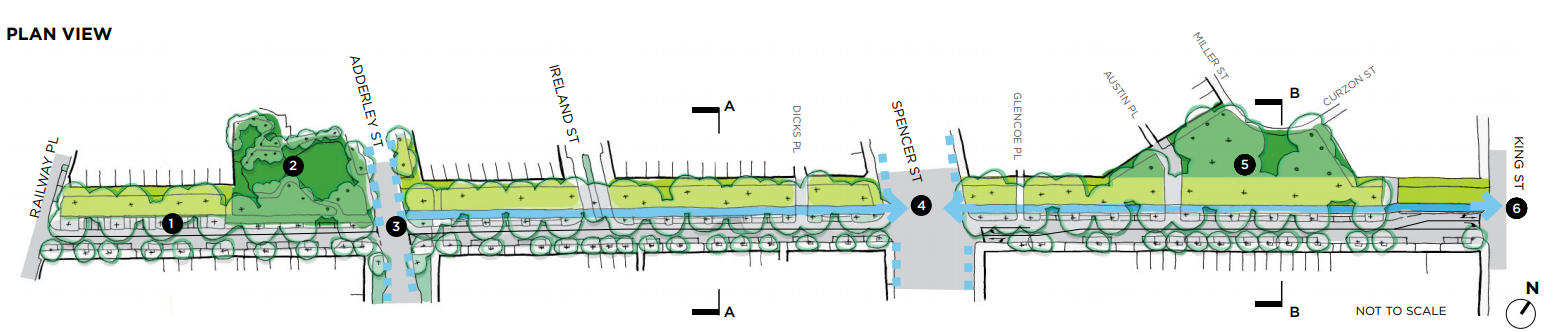 PLAN VIEW
RAILWAY PL
ADDERLEY ST
IRELAND ST
A
DICKS PL
SPENCER ST
GLENCOE PL
AUSTIN PL
MILLER ST
B
CURZON ST
KING ST
1
2
3
4
5
6
A
B
NOT TO SCALE
N